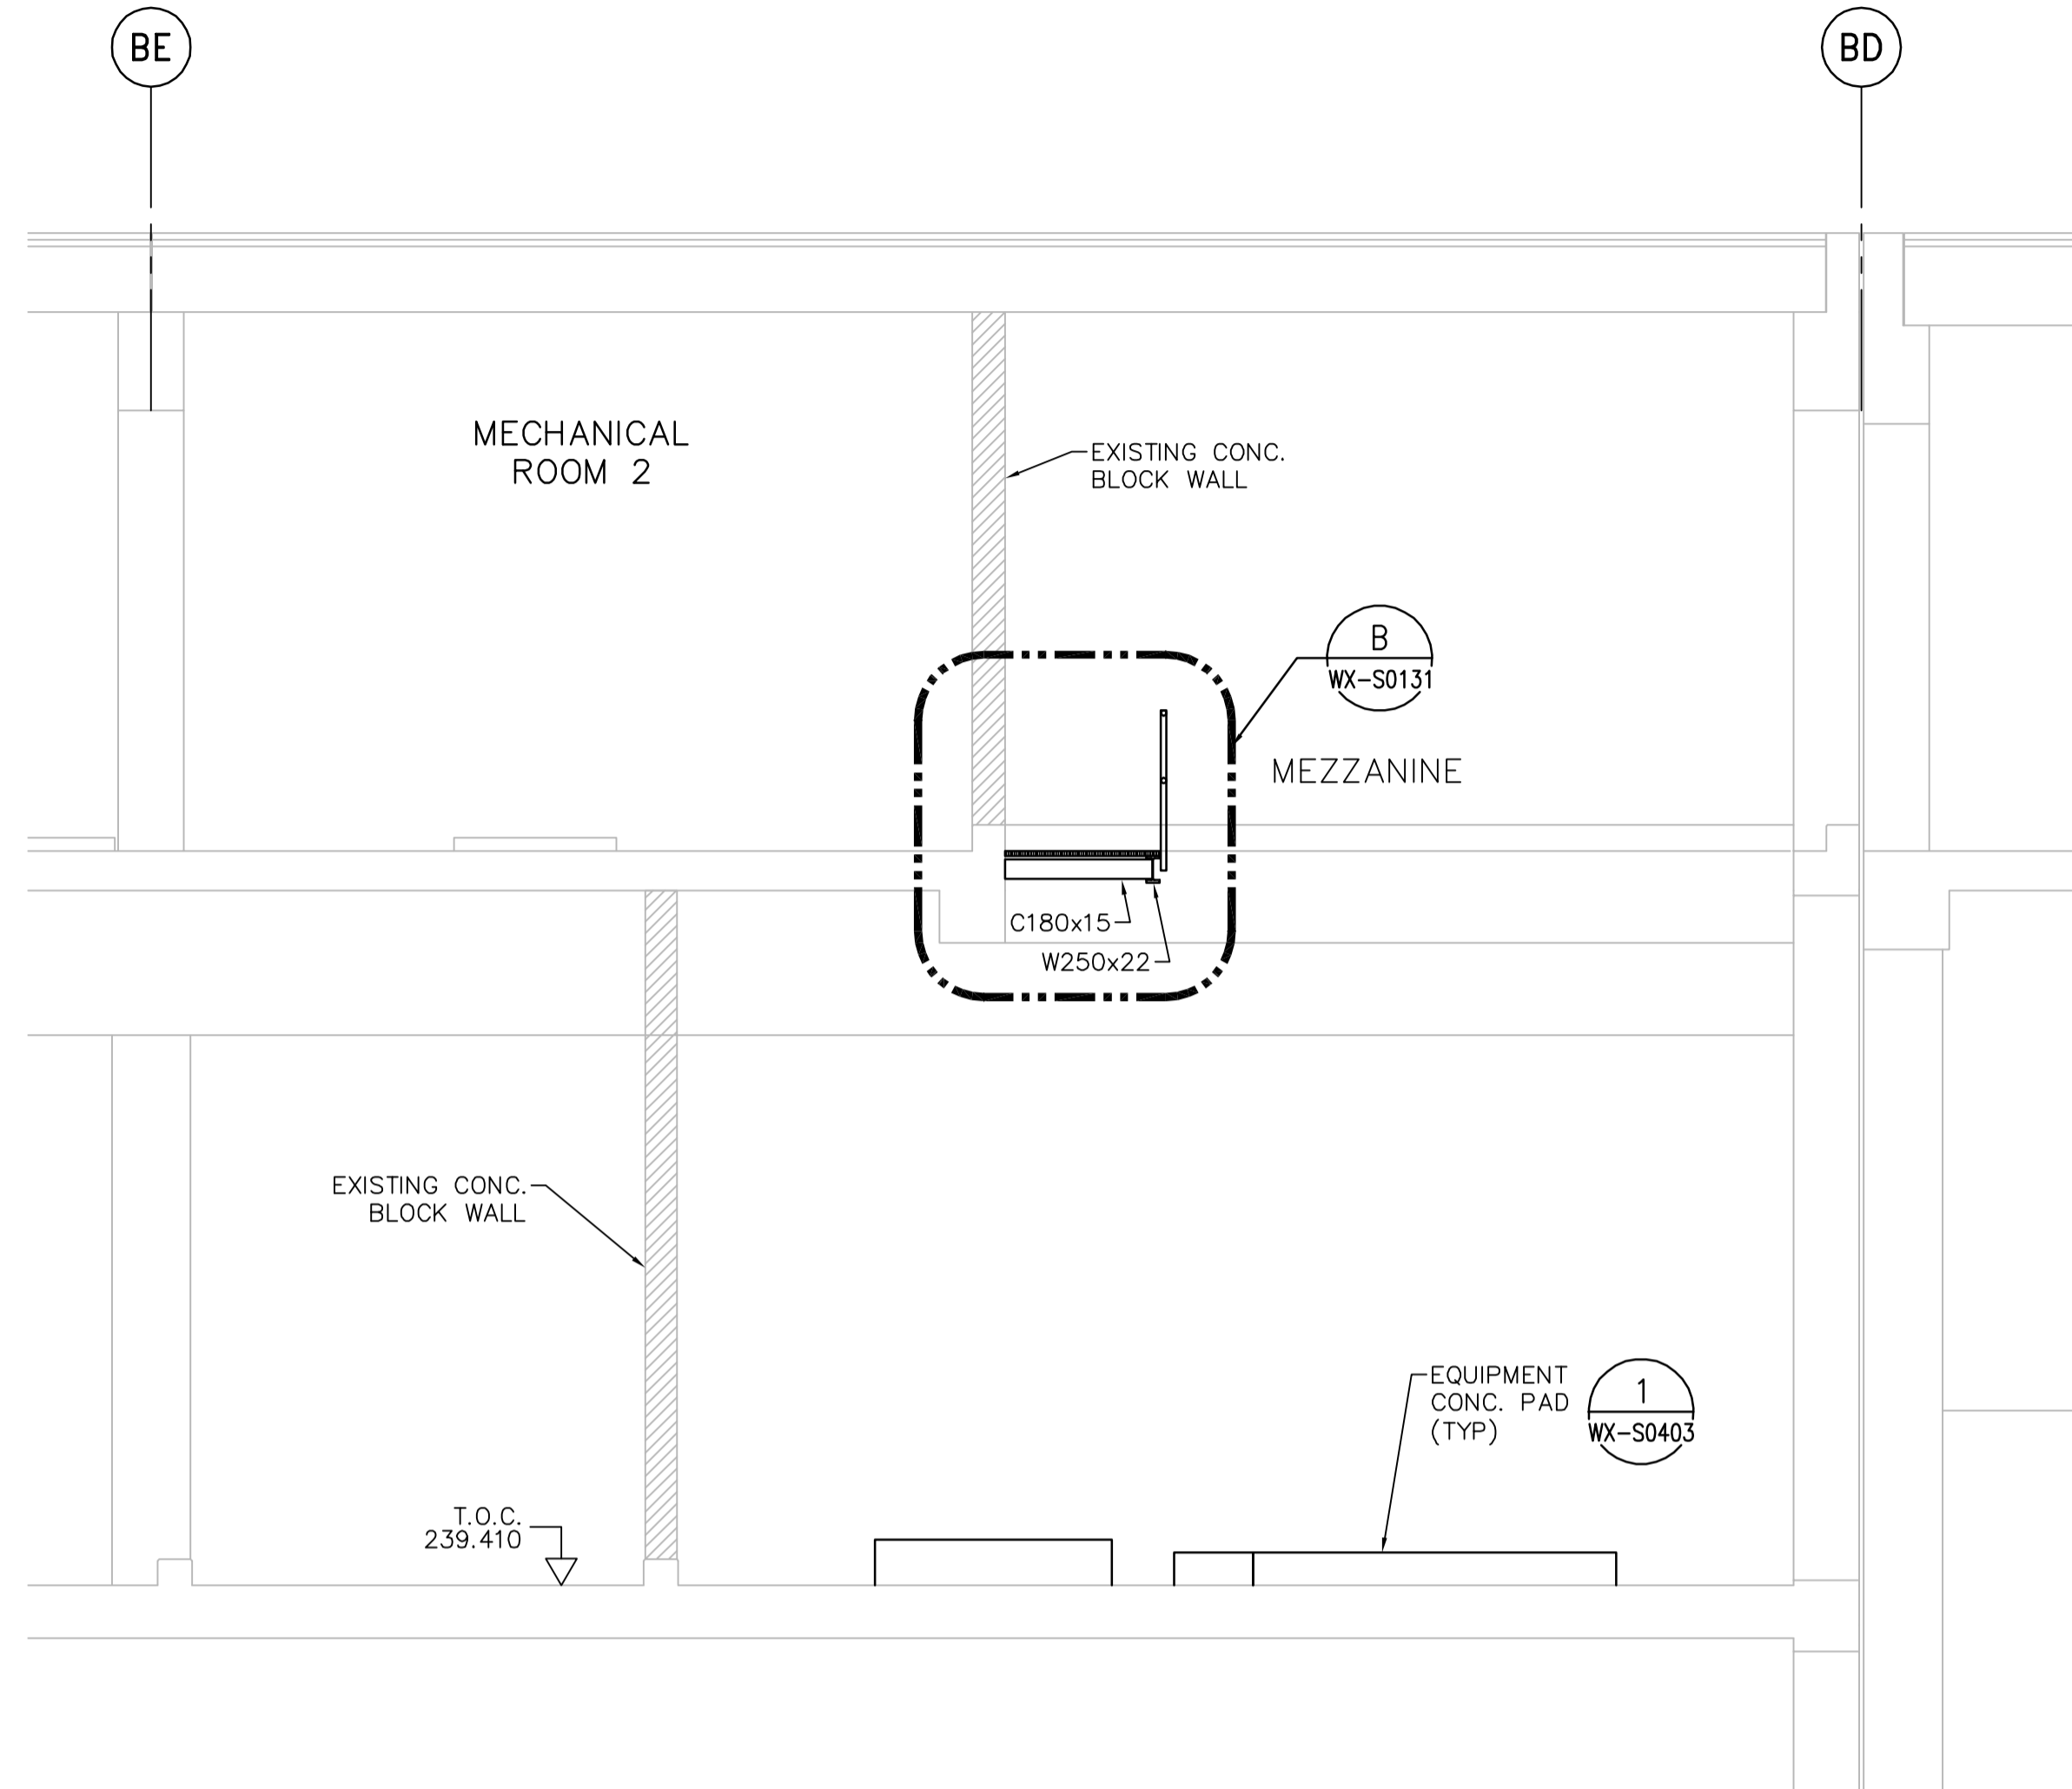 BE
BD
MECHANICAL
ROOM 2
EXISTING CONC.
BLOCK WALL
B
WX-S0131
MEZZANINE
C180x15
W250x22
EXISTING CONC.
BLOCK WALL
EQUIPMENT
CONC. PAD
(TYP)
1
WX-S0403
T.O.C.
239.410